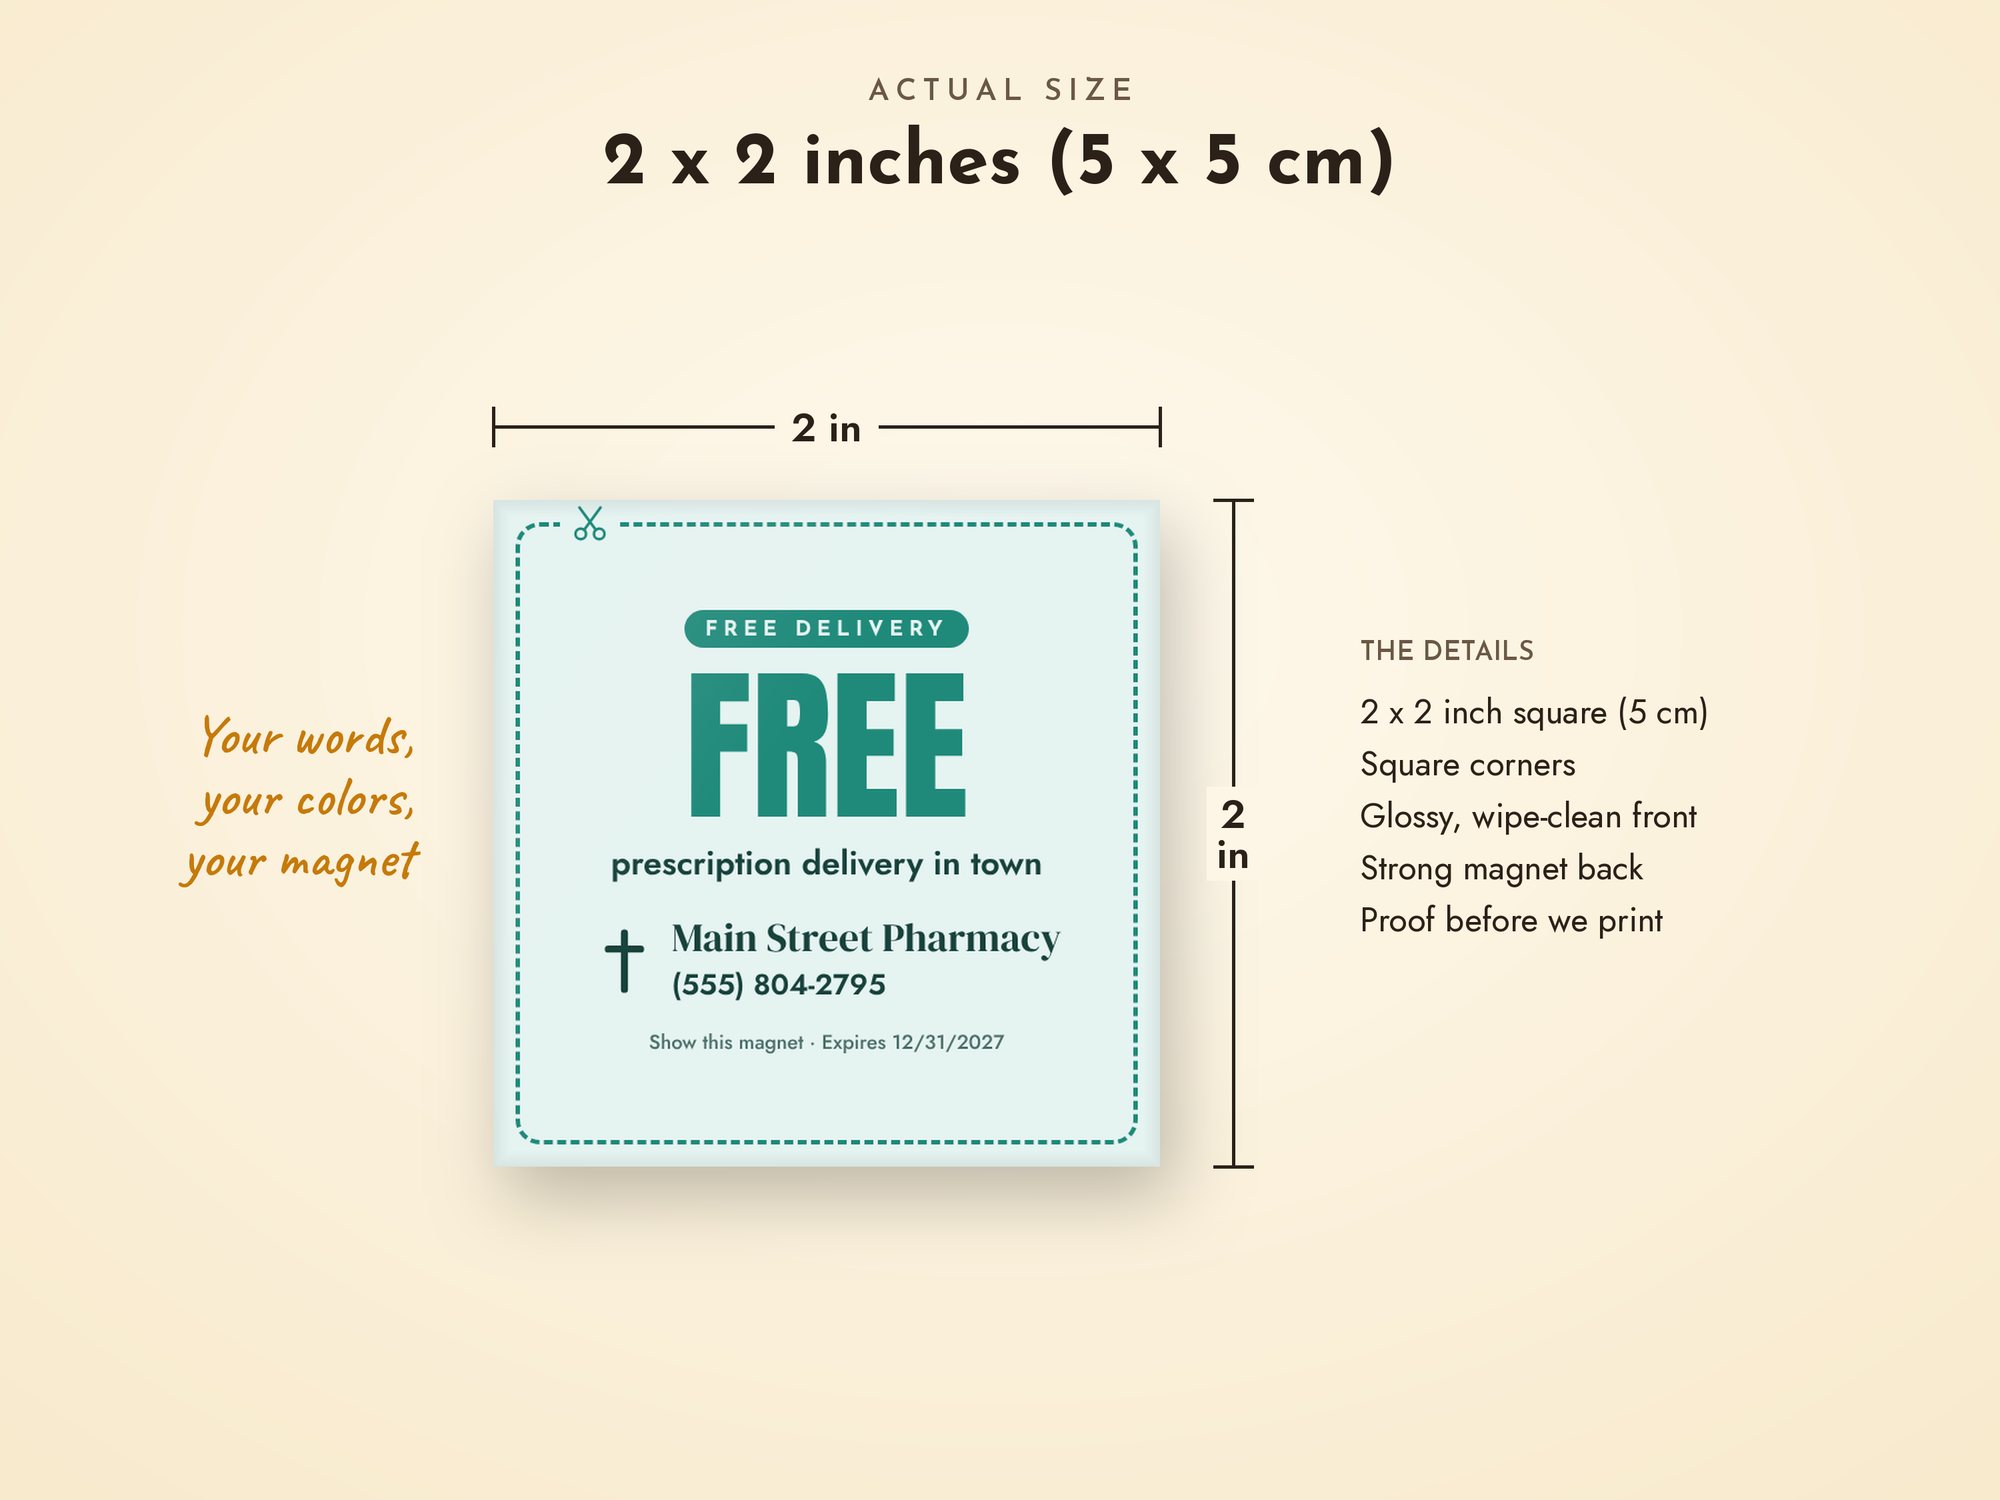 ACTUAL SIZE
2 x 2 inches (5 x 5 cm)
2 in
FREE DELIVERY
FREE
prescription delivery in town
Main Street Pharmacy
(555) 804-2795
Show this magnet · Expires 12/31/2027
2
in
Your words,
your colors,
your magnet
THE DETAILS
2 x 2 inch square (5 cm)
Square corners
Glossy, wipe-clean front
Strong magnet back
Proof before we print